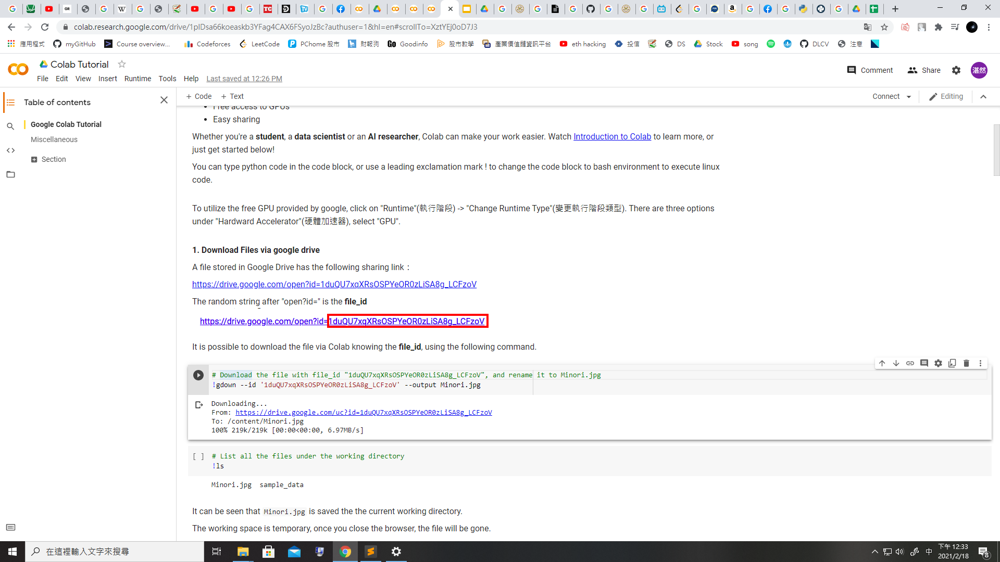 colab.research.google.com/drive/1plDsa66koeaskb3YFag4CAX6FSyoJzBc?authuser=1&hl=en#scrollTo=XztYEj0oD7J3
應用程式 myGitHub Course overview... Codeforces LeetCode PChome 股市 財報狗 Goodinfo 股市教學 產業價值鏈資訊平台 eth hacking 投信 DS Stock song DLCV 注意
Colab Tutorial
Comment Share 湛然
File Edit View Insert Runtime Tools Help Last saved at 12:26 PM
Table of contents
+ Code + Text Connect Editing
Google Colab Tutorial
Miscellaneous
Section
• Free access to GPUs
• Easy sharing
Whether you're a student, a data scientist or an AI researcher, Colab can make your work easier. Watch Introduction to Colab to learn more, or
just get started below!
You can type python code in the code block, or use a leading exclamation mark ! to change the code block to bash environment to execute linux
code.
To utilize the free GPU provided by google, click on "Runtime"(執行階段) -> "Change Runtime Type"(變更執行階段類型). There are three options
under "Hardward Accelerator"(硬體加速器), select "GPU".
1. Download Files via google drive
A file stored in Google Drive has the following sharing link：
https://drive.google.com/open?id=1duQU7xqXRsOSPYeOR0zLiSA8g_LCFzoV
The random string after "open?id=" is the file_id
https://drive.google.com/open?id=1duQU7xqXRsOSPYeOR0zLiSA8g_LCFzoV
It is possible to download the file via Colab knowing the file_id, using the following command.
# Download the file with file_id "1duQU7xqXRsOSPYeOR0zLiSA8g_LCFzoV", and rename it to Minori.jpg
!gdown --id '1duQU7xqXRsOSPYeOR0zLiSA8g_LCFzoV' --output Minori.jpg
Downloading...
From: https://drive.google.com/uc?id=1duQU7xqXRsOSPYeOR0zLiSA8g_LCFzoV
To: /content/Minori.jpg
100% 219k/219k [00:00<00:00, 6.97MB/s]
[ ] # List all the files under the working directory
!ls
Minori.jpg sample_data
It can be seen that Minori.jpg is saved the the current working directory.
The working space is temporary, once you close the browser, the file will be gone.
在這裡輸入文字來搜尋
中 下午 12:33
2021/2/18
8